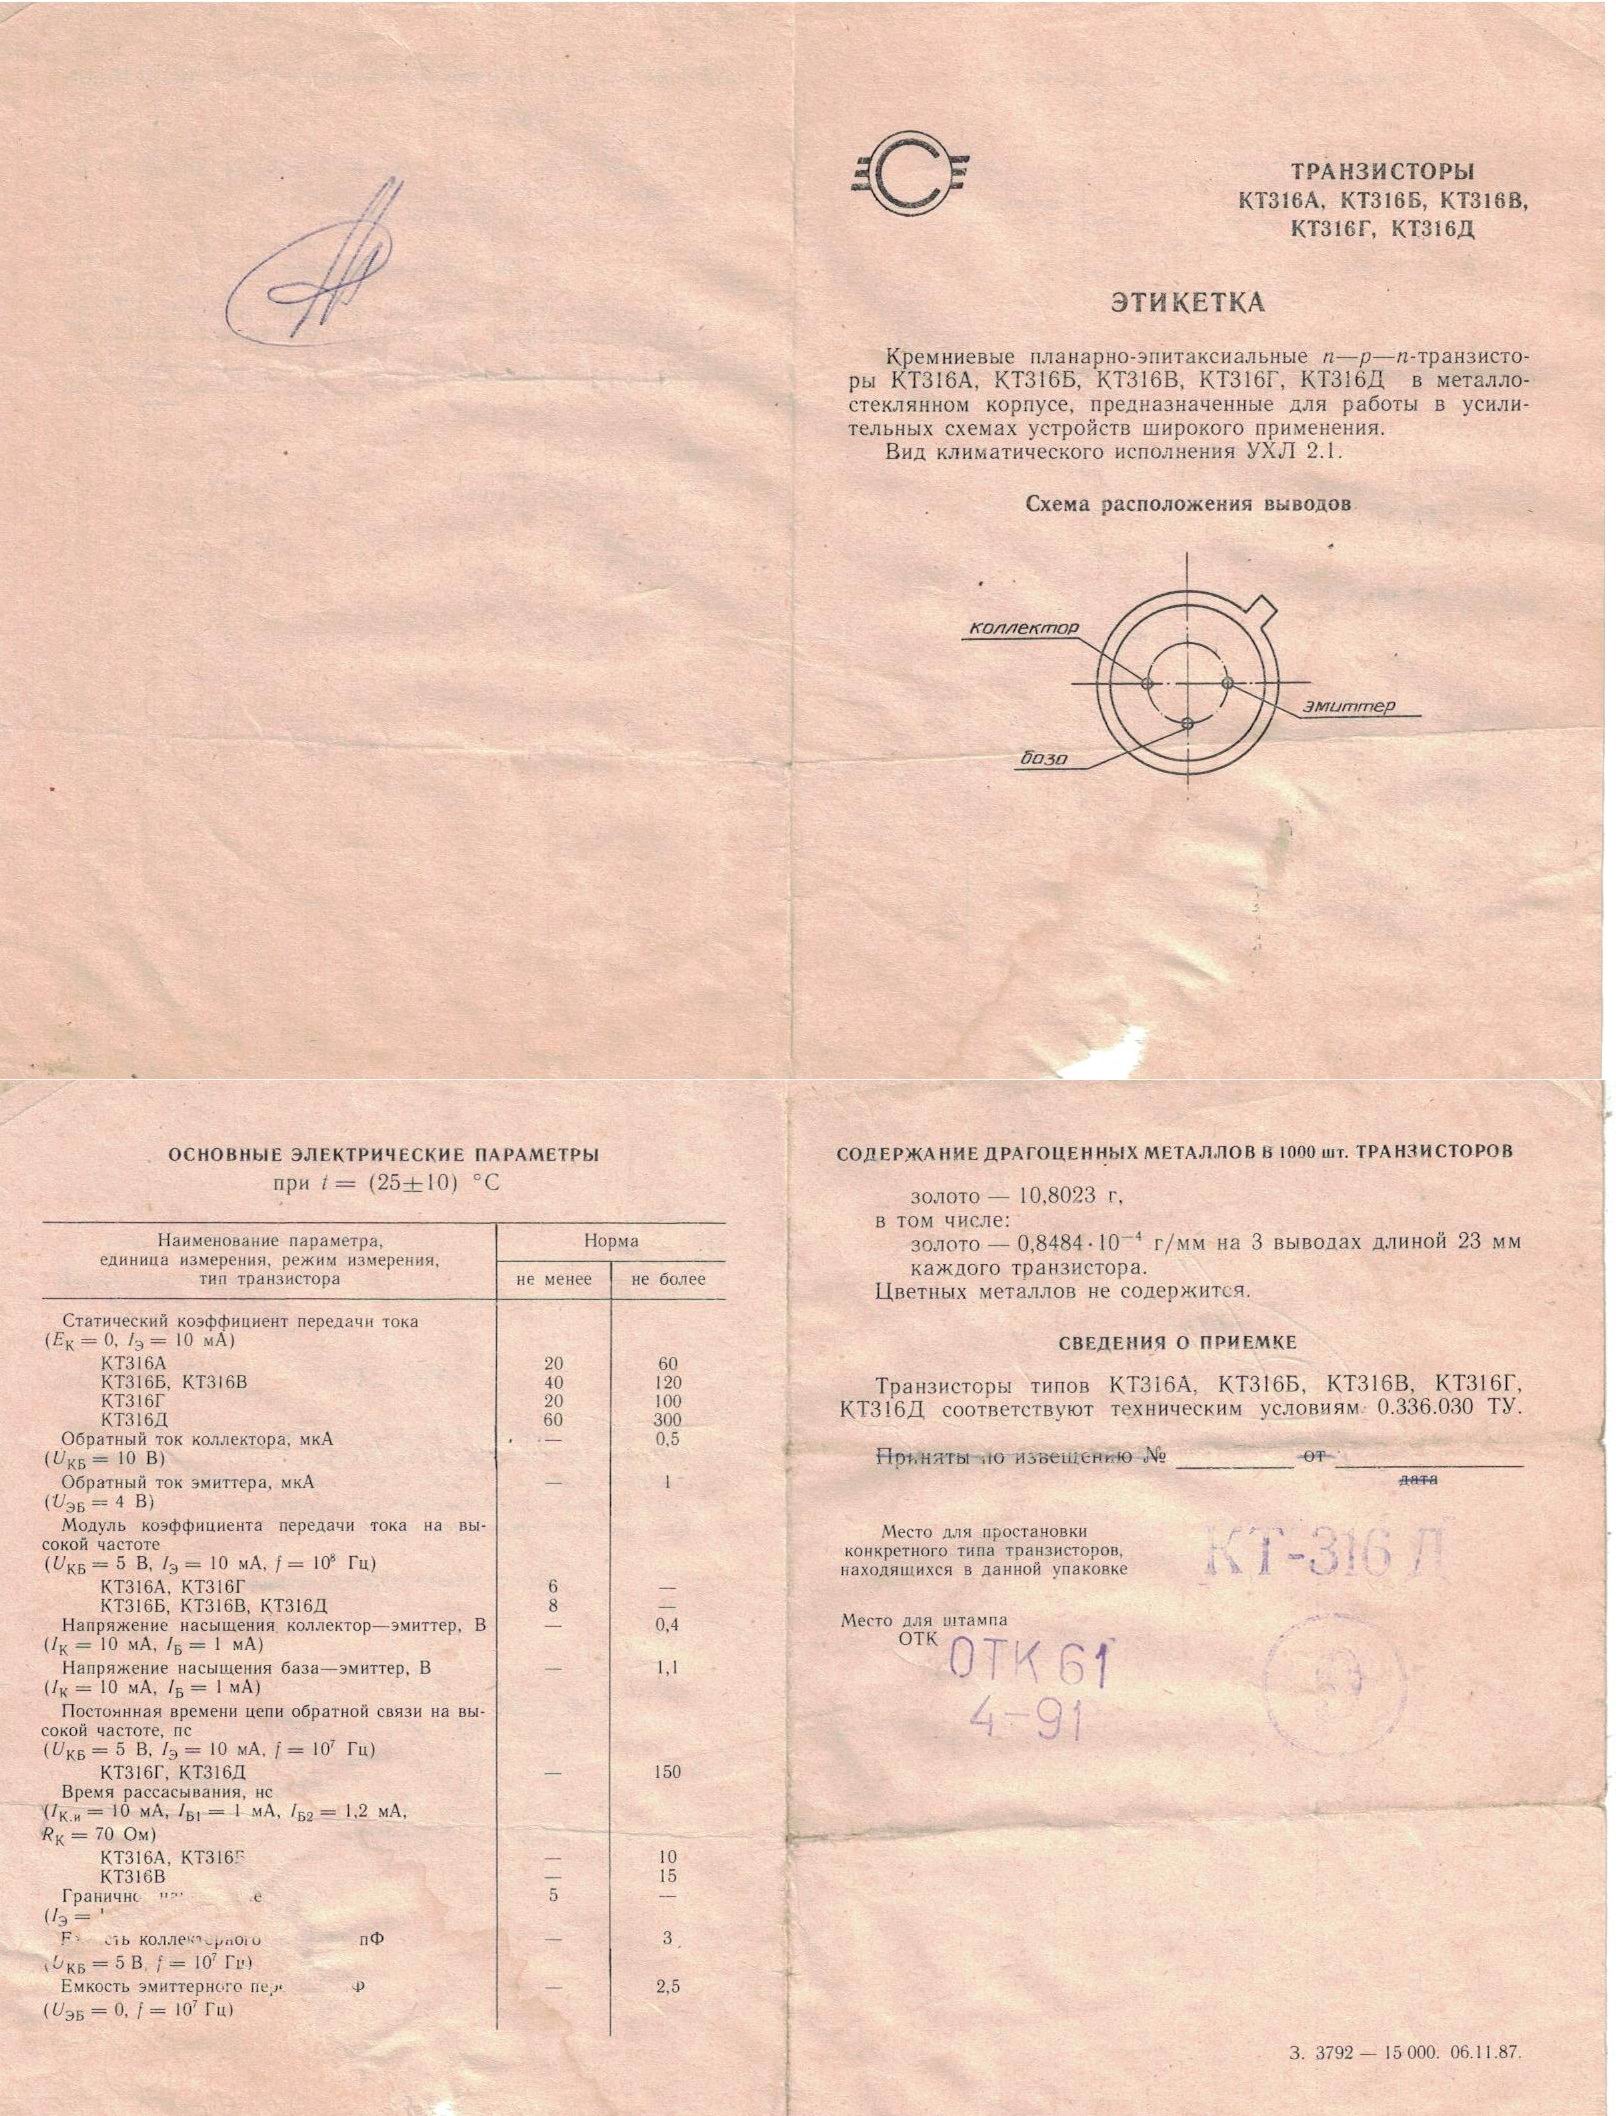 ТРАНЗИСТОРЫ
КТ316А, КТ316Б, КТ316В,
КТ316Г, КТ316Д
ЭТИКЕТКА
Кремниевые планарно-эпитаксиальные n—p—n-транзисто-
ры КТ316А, КТ316Б, КТ316В, КТ316Г, КТ316Д в металло-
стеклянном корпусе, предназначенные для работы в усили-
тельных схемах устройств широкого применения.
Вид климатического исполнения УХЛ 2.1.
Схема расположения выводов
коллектор
эмиттер
база
ОСНОВНЫЕ ЭЛЕКТРИЧЕСКИЕ ПАРАМЕТРЫ
при t = (25±10) °С
Наименование параметра,
единица измерения, режим измерения,
тип транзистора
Норма
не менее не более
Статический коэффициент передачи тока
(EК = 0, IЭ = 10 мА)
КТ316А 20 60
КТ316Б, КТ316В 40 120
КТ316Г 20 100
КТ316Д 60 300
Обратный ток коллектора, мкА — 0,5
(UКБ = 10 В)
Обратный ток эмиттера, мкА — 1
(UЭБ = 4 В)
Модуль коэффициента передачи тока на вы-
сокой частоте
(UКБ = 5 В, IЭ = 10 мА, f = 10⁸ Гц)
КТ316А, КТ316Г 6 —
КТ316Б, КТ316В, КТ316Д 8 —
Напряжение насыщения коллектор—эмиттер, В — 0,4
(IК = 10 мА, IБ = 1 мА)
Напряжение насыщения база—эмиттер, В — 1,1
(IК = 10 мА, IБ = 1 мА)
Постоянная времени цепи обратной связи на вы-
сокой частоте, пс
(UКБ = 5 В, IЭ = 10 мА, f = 10⁷ Гц)
КТ316Г, КТ316Д — 150
Время рассасывания, нс
(IК.и = 10 мА, IБ1 = 1 мА, IБ2 = 1,2 мА,
RК = 70 Ом)
КТ316А, КТ316Б — 10
КТ316В — 15
5 —
(IЭ =
коллекторного пФ — 3
(UКБ = 5 В, f = 10⁷ Гц)
Емкость эмиттерного — 2,5
(UЭБ = 0, f = 10⁷ Гц)
СОДЕРЖАНИЕ ДРАГОЦЕННЫХ МЕТАЛЛОВ В 1000 шт. ТРАНЗИСТОРОВ
золото — 10,8023 г,
в том числе:
золото — 0,8484 · 10⁻⁴ г/мм на 3 выводах длиной 23 мм
каждого транзистора.
Цветных металлов не содержится.
СВЕДЕНИЯ О ПРИЕМКЕ
Транзисторы типов КТ316А, КТ316Б, КТ316В, КТ316Г,
КТ316Д соответствуют техническим условиям 0.336.030 ТУ.
Приняты по извещению № от
дата
Место для простановки
конкретного типа транзисторов,
находящихся в данной упаковке
КТ-316 Д
Место для штампа
ОТК
ОТК 61
4-91
З. 3792 — 15 000. 06.11.87.